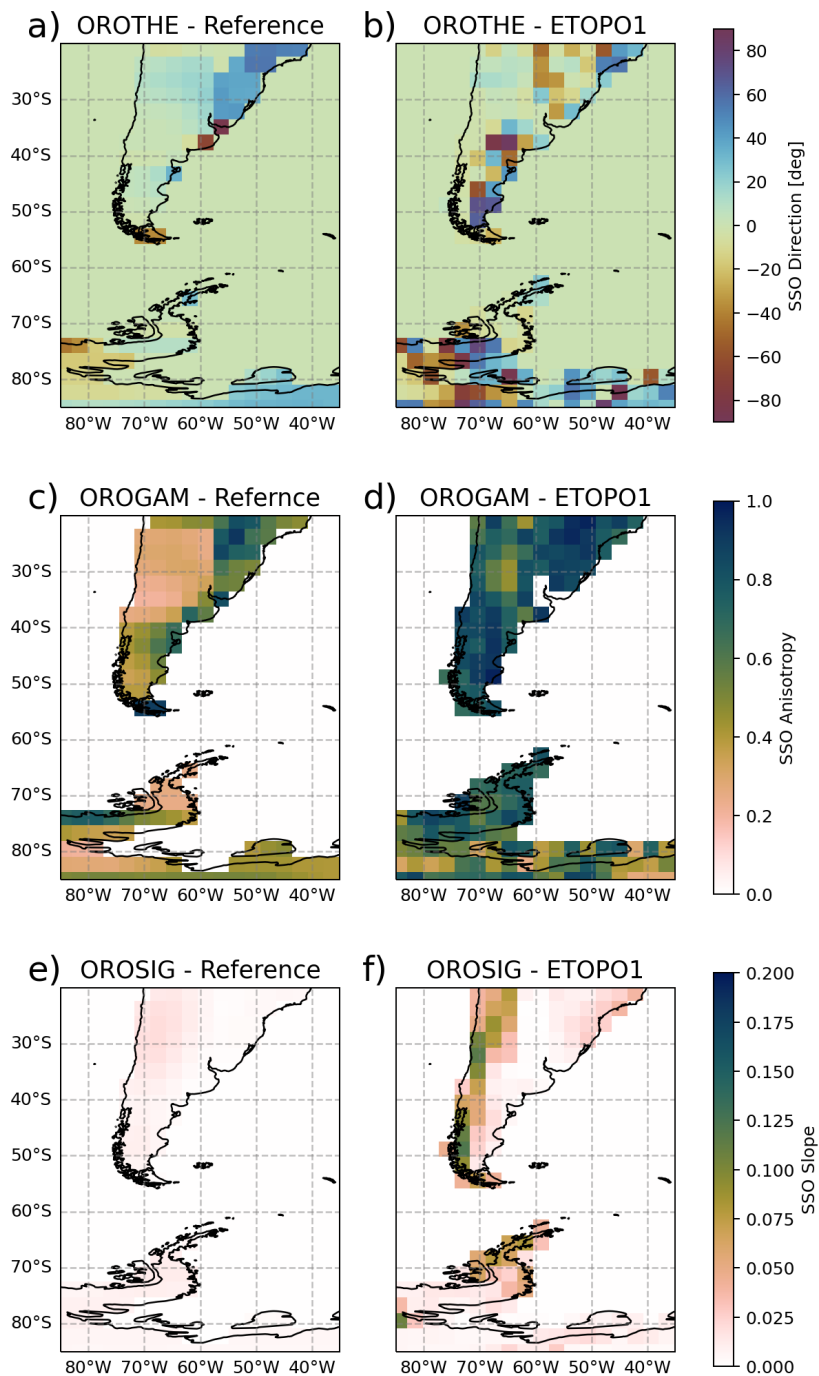 a) OROTHE - Reference
b) OROTHE - ETOPO1
30°S
40°S
50°S
60°S
70°S
80°S
80°W 70°W 60°W 50°W 40°W
80°W 70°W 60°W 50°W 40°W
80
60
40
20
0
−20
−40
−60
−80
SSO Direction [deg]
c) OROGAM - Refernce
d) OROGAM - ETOPO1
30°S
40°S
50°S
60°S
70°S
80°S
80°W 70°W 60°W 50°W 40°W
80°W 70°W 60°W 50°W 40°W
1.0
0.8
0.6
0.4
0.2
0.0
SSO Anisotropy
e) OROSIG - Reference
f) OROSIG - ETOPO1
30°S
40°S
50°S
60°S
70°S
80°S
80°W 70°W 60°W 50°W 40°W
80°W 70°W 60°W 50°W 40°W
0.200
0.175
0.150
0.125
0.100
0.075
0.050
0.025
0.000
SSO Slope